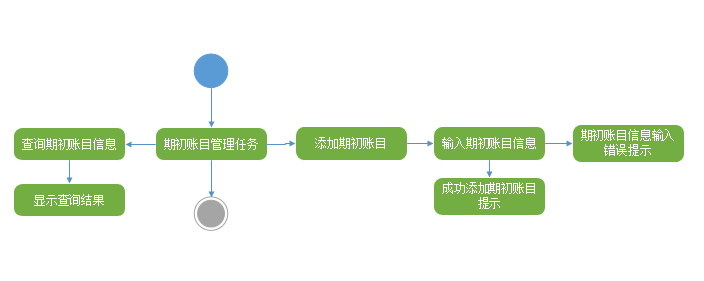 查询期初账目信息
期初账目管理任务
添加期初账目
输入期初账目信息
期初账目信息输入
错误提示
显示查询结果
成功添加期初账目
提示